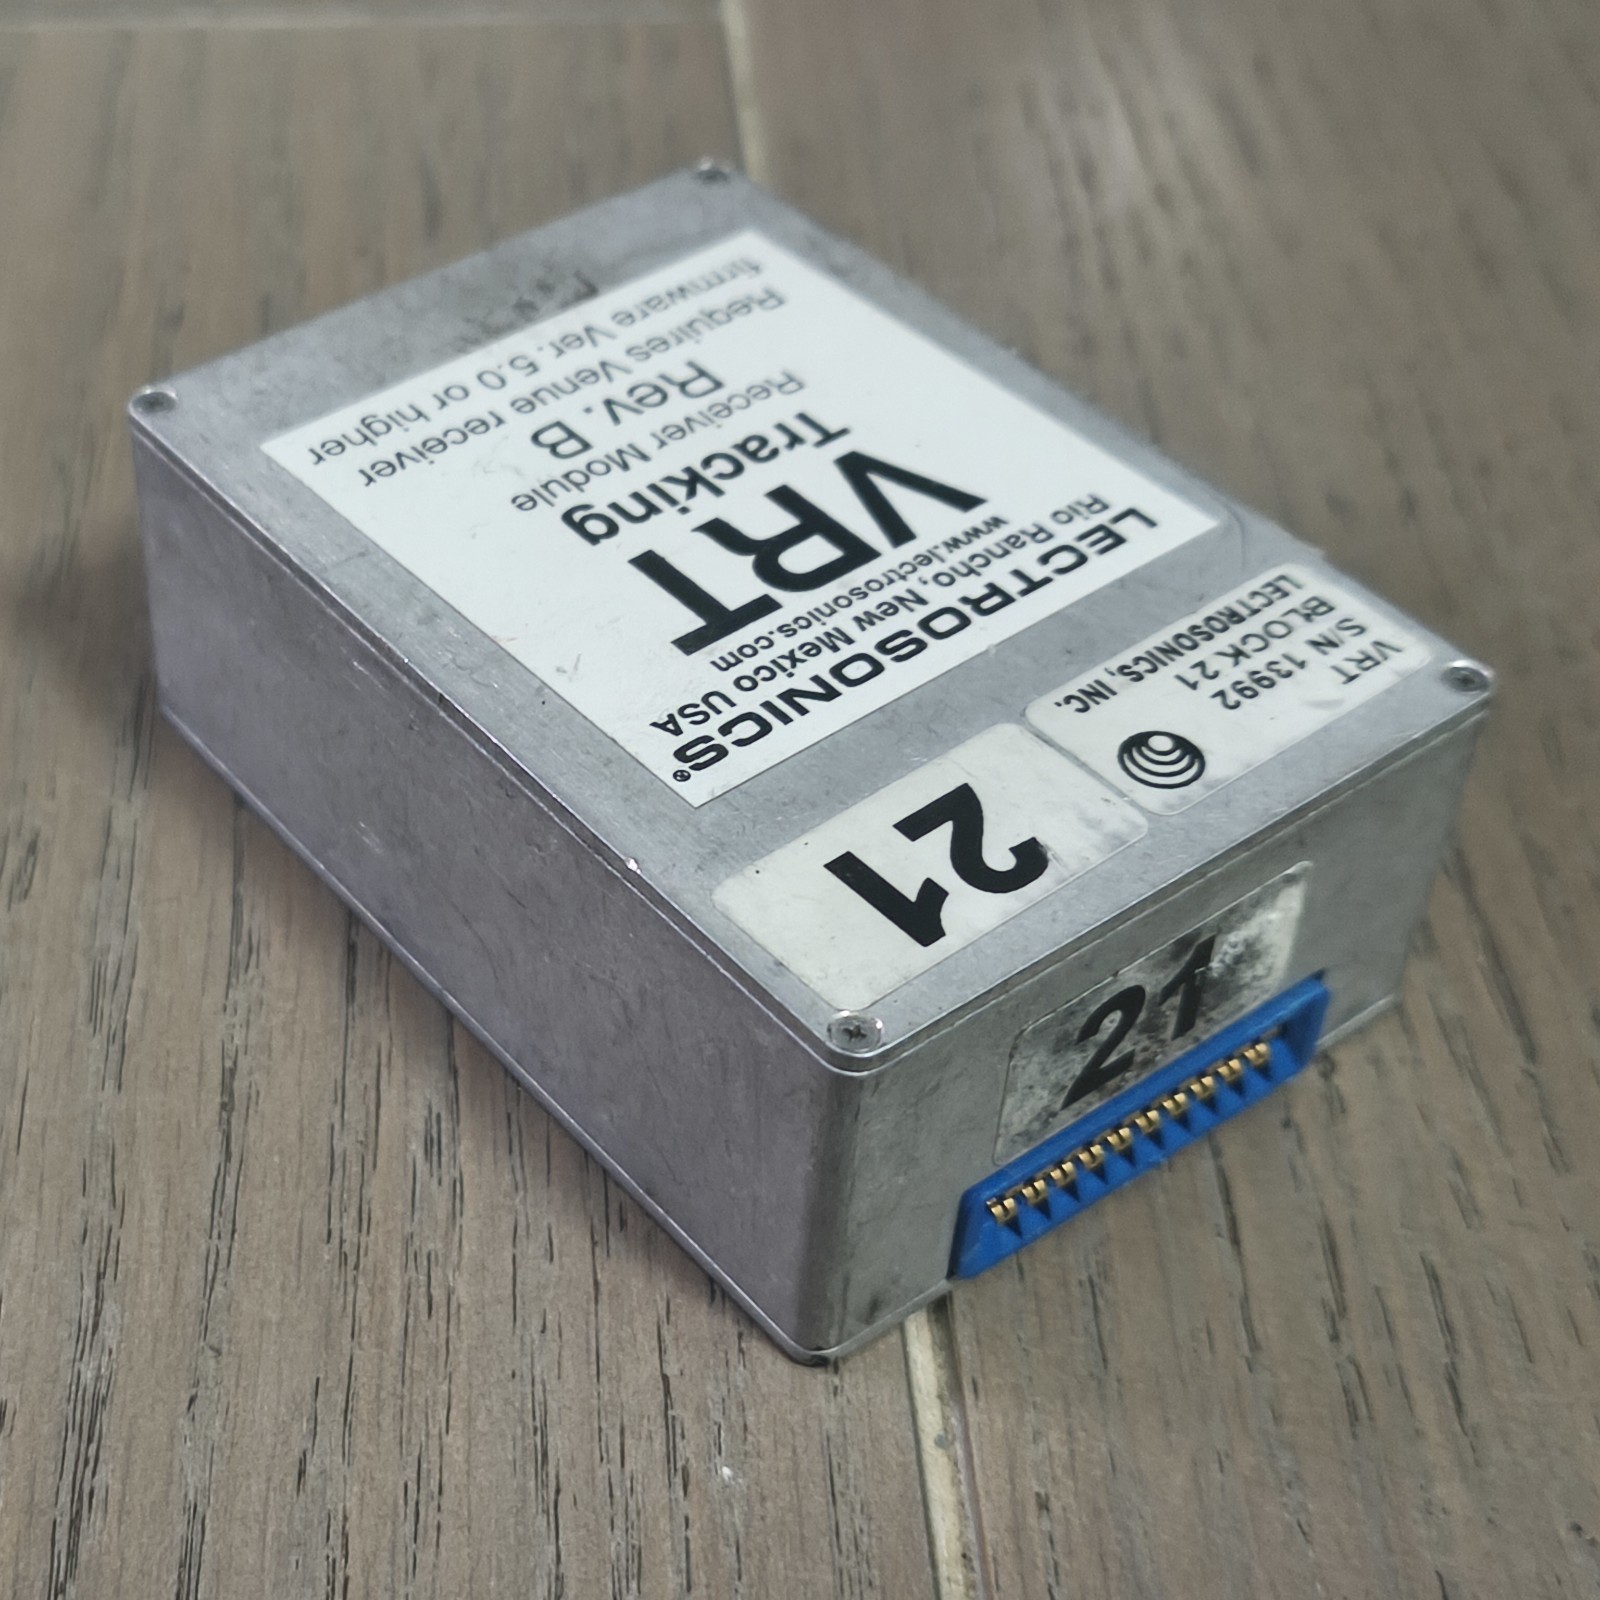 LECTROSONICS®
Rio Rancho, New Mexico USA
www.lectrosonics.com
VRT
Tracking
Receiver Module
Rev. B
Requires Venue receiver
firmware Ver. 5.0 or higher
VRT
S/N 13992
BLOCK 21
LECTROSONICS, INC.
21
21